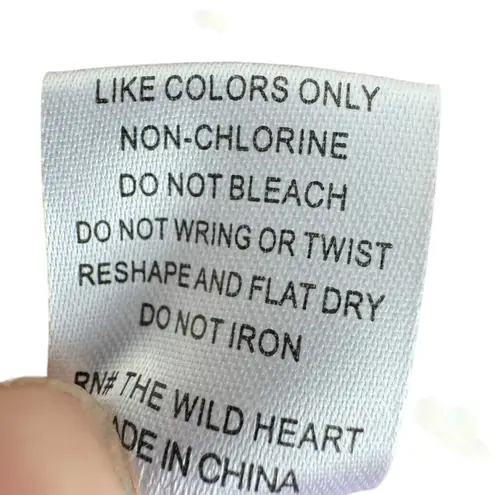 LIKE COLORS ONLY
NON-CHLORINE
DO NOT BLEACH
DO NOT WRING OR TWIST
RESHAPE AND FLAT DRY
DO NOT IRON
RN# THE WILD HEART
MADE IN CHINA